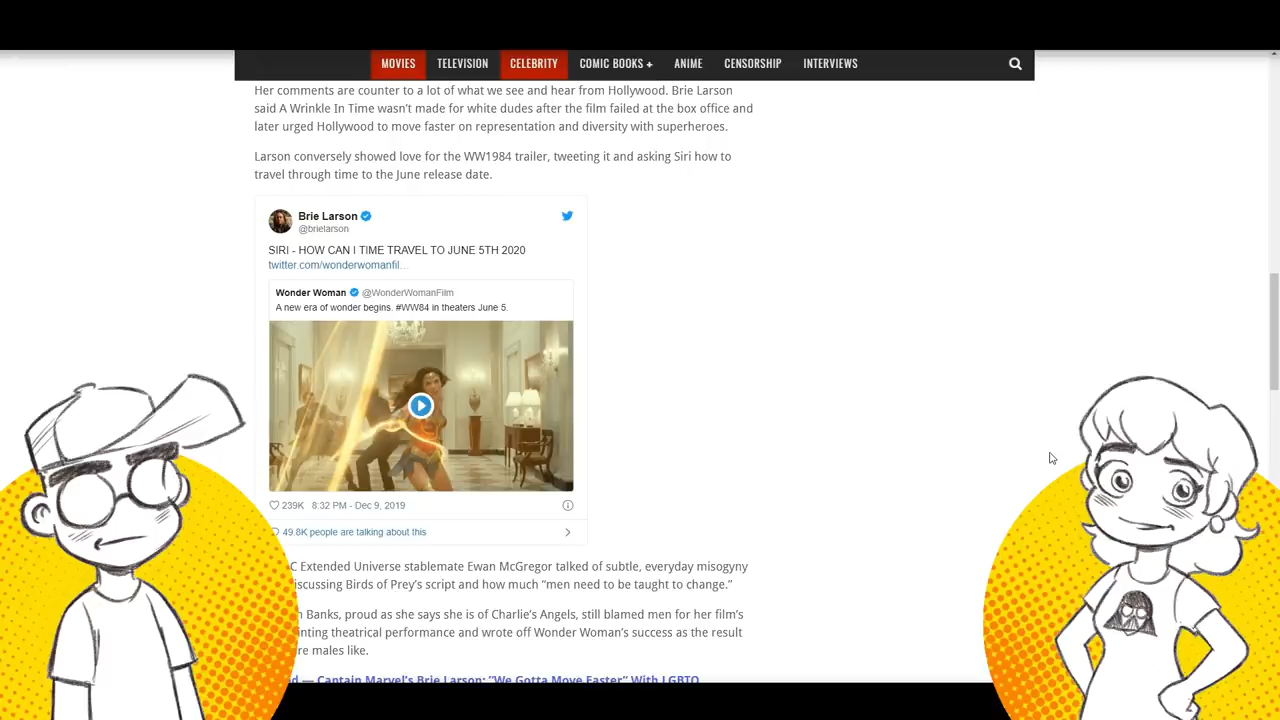 MOVIES TELEVISION CELEBRITY COMIC BOOKS + ANIME CENSORSHIP INTERVIEWS
Her comments are counter to a lot of what we see and hear from Hollywood. Brie Larson
said A Wrinkle In Time wasn't made for white dudes after the film failed at the box office and
later urged Hollywood to move faster on representation and diversity with superheroes.
Larson conversely showed love for the WW1984 trailer, tweeting it and asking Siri how to
travel through time to the June release date.
Brie Larson
@brielarson
SIRI - HOW CAN I TIME TRAVEL TO JUNE 5TH 2020
twitter.com/wonderwomanfil…
Wonder Woman @WonderWomanFilm
A new era of wonder begins. #WW84 in theaters June 5.
239K 8:32 PM - Dec 9, 2019
49.8K people are talking about this
C Extended Universe stablemate Ewan McGregor talked of subtle, everyday misogyny
iscussing Birds of Prey's script and how much “men need to be taught to change.”
Banks, proud as she says she is of Charlie's Angels, still blamed men for her film's
inting theatrical performance and wrote off Wonder Woman's success as the result
re males like.
— Captain Marvel's Brie Larson: "We Gotta Move Faster" With LGBTQ